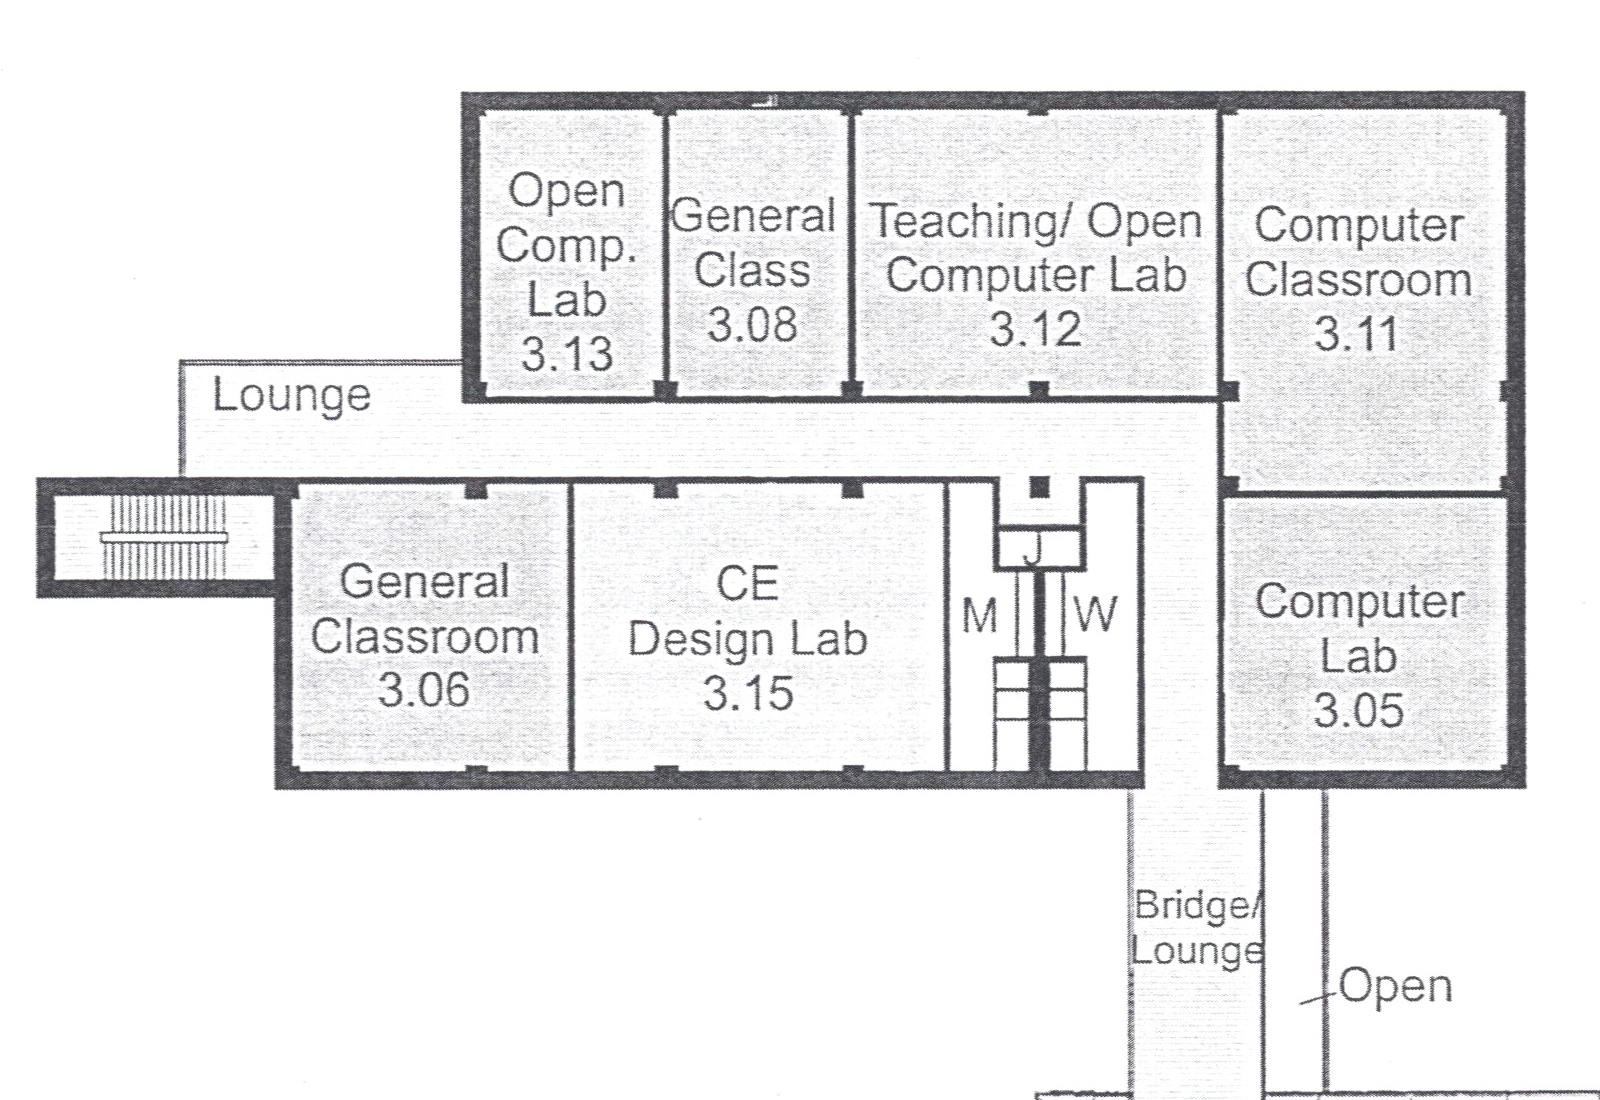 Open
Comp.
Lab
3.13
General
Class
3.08
Teaching/ Open
Computer Lab
3.12
Computer
Classroom
3.11
Lounge
General
Classroom
3.06
CE
Design Lab
3.15
J
M
W
Computer
Lab
3.05
Bridge/
Lounge
Open